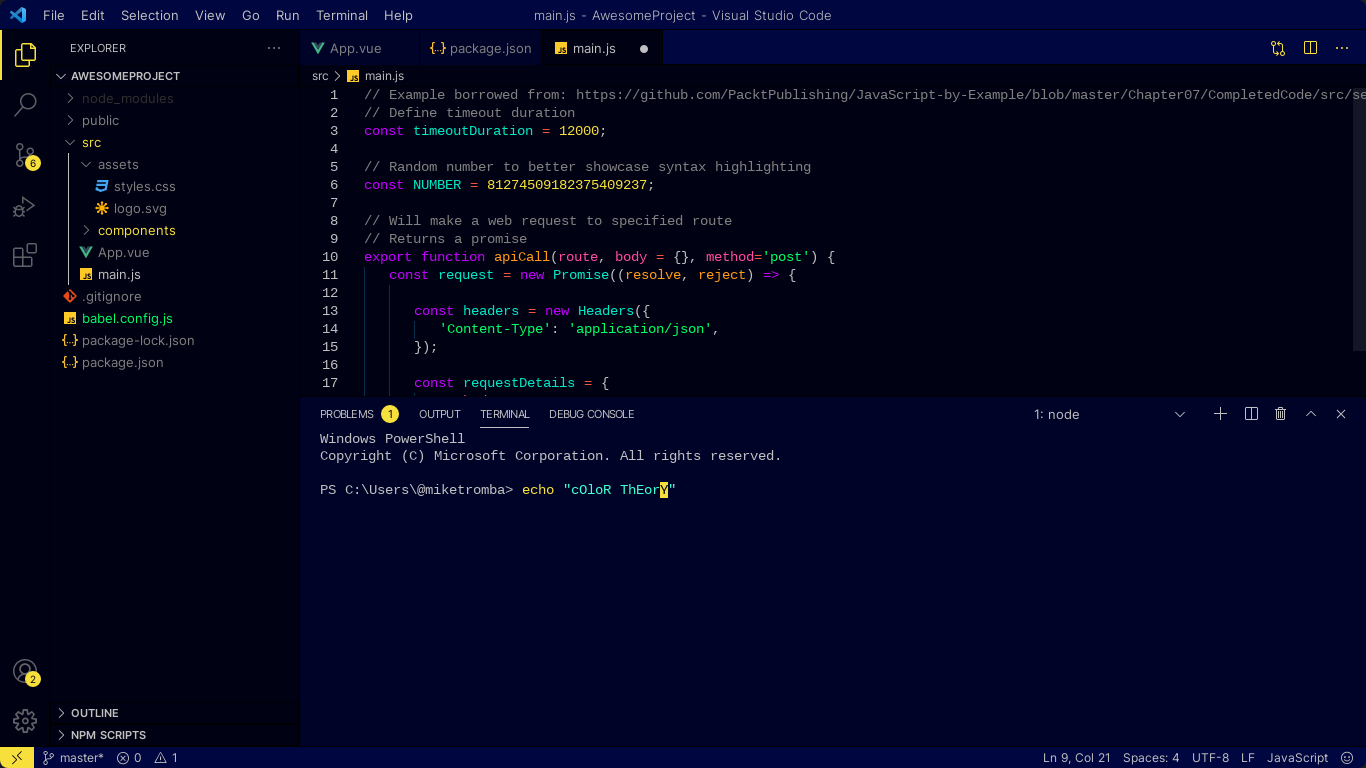 File Edit Selection View Go Run Terminal Help
main.js - AwesomeProject - Visual Studio Code
EXPLORER
AWESOMEPROJECT
node_modules
public
src
assets
styles.css
logo.svg
components
App.vue
main.js
.gitignore
babel.config.js
package-lock.json
package.json
OUTLINE
NPM SCRIPTS
6
2
App.vue package.json main.js
src main.js
1 // Example borrowed from: https://github.com/PacktPublishing/JavaScript-by-Example/blob/master/Chapter07/CompletedCode/src/se
2 // Define timeout duration
3 const timeoutDuration = 12000;
4
5 // Random number to better showcase syntax highlighting
6 const NUMBER = 81274509182375409237;
7
8 // Will make a web request to specified route
9 // Returns a promise
10 export function apiCall(route, body = {}, method='post') {
11 const request = new Promise((resolve, reject) => {
12
13 const headers = new Headers({
14 'Content-Type': 'application/json',
15 });
16
17 const requestDetails = {
PROBLEMS 1 OUTPUT TERMINAL DEBUG CONSOLE 1: node
Windows PowerShell
Copyright (C) Microsoft Corporation. All rights reserved.
PS C:\Users\@miketromba> echo "cOloR ThEorY"
master* 0 1 Ln 9, Col 21 Spaces: 4 UTF-8 LF JavaScript